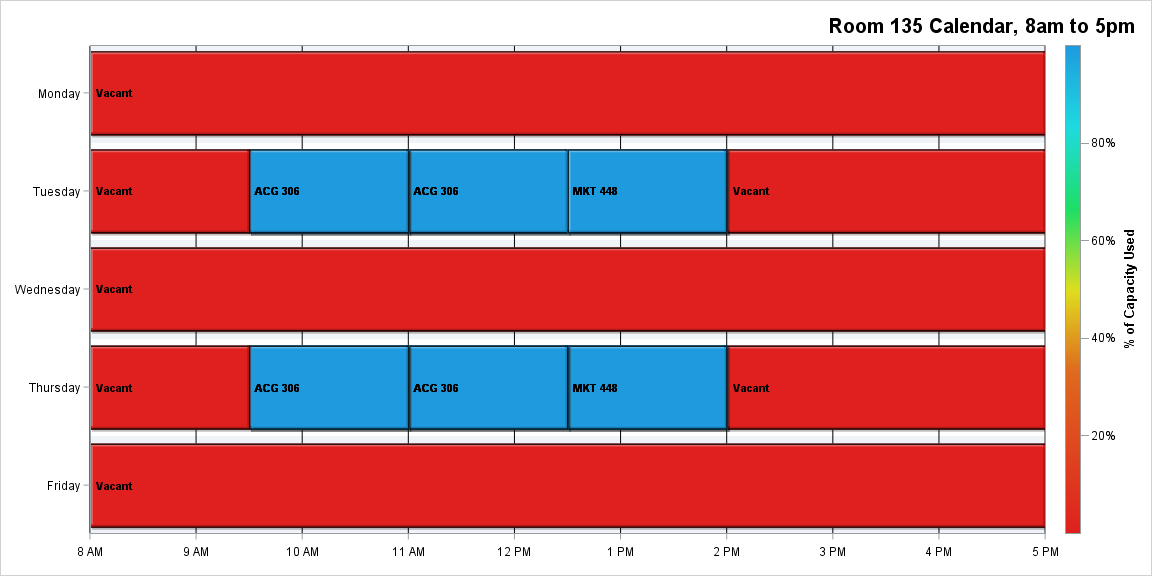 Room 135 Calendar, 8am to 5pm
Monday
Vacant
Tuesday
Vacant
ACG 306
ACG 306
MKT 448
Vacant
Wednesday
Vacant
Thursday
Vacant
ACG 306
ACG 306
MKT 448
Vacant
Friday
Vacant
8 AM
9 AM
10 AM
11 AM
12 PM
1 PM
2 PM
3 PM
4 PM
5 PM
80%
60%
40%
20%
% of Capacity Used